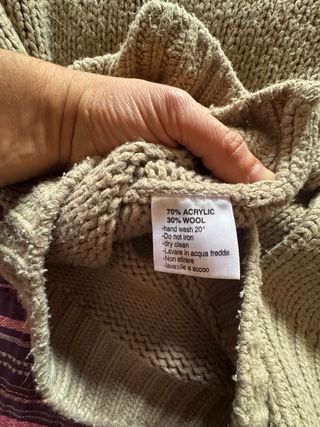 70% ACRYLIC
30% WOOL
-hand wash 20°
-Do not iron
-dry clean
-Lavare in acqua fredda
-Non stirare
-lavabile a scooo